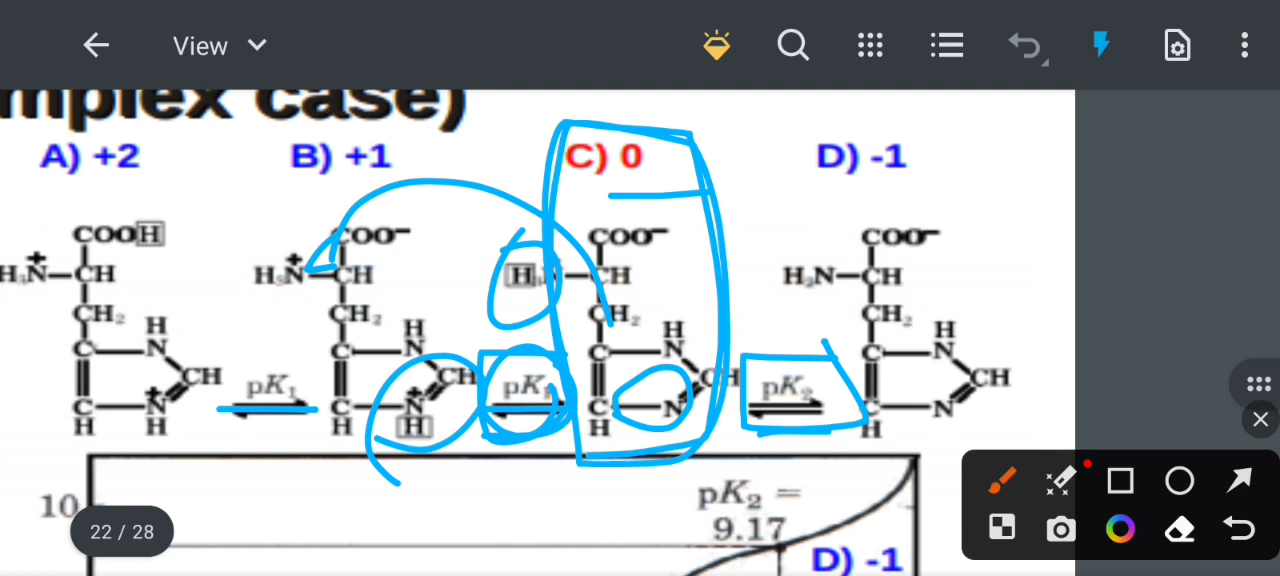 View
mplex case)
A) +2 B) +1 C) 0 D) -1
COOH COO⁻ COO⁻ COO⁻
H₃N⁺—CH H₃N⁺—CH H —CH H₂N—CH
CH₂ CH₂ CH₂ CH₂
H H H H
C N C N C N C N
CH pK₁ CH pK CH pK₂ CH
C N⁺ C N⁺ C N C N
H H H H H H
10
pK₂ =
22 / 28
9.17
D) -1